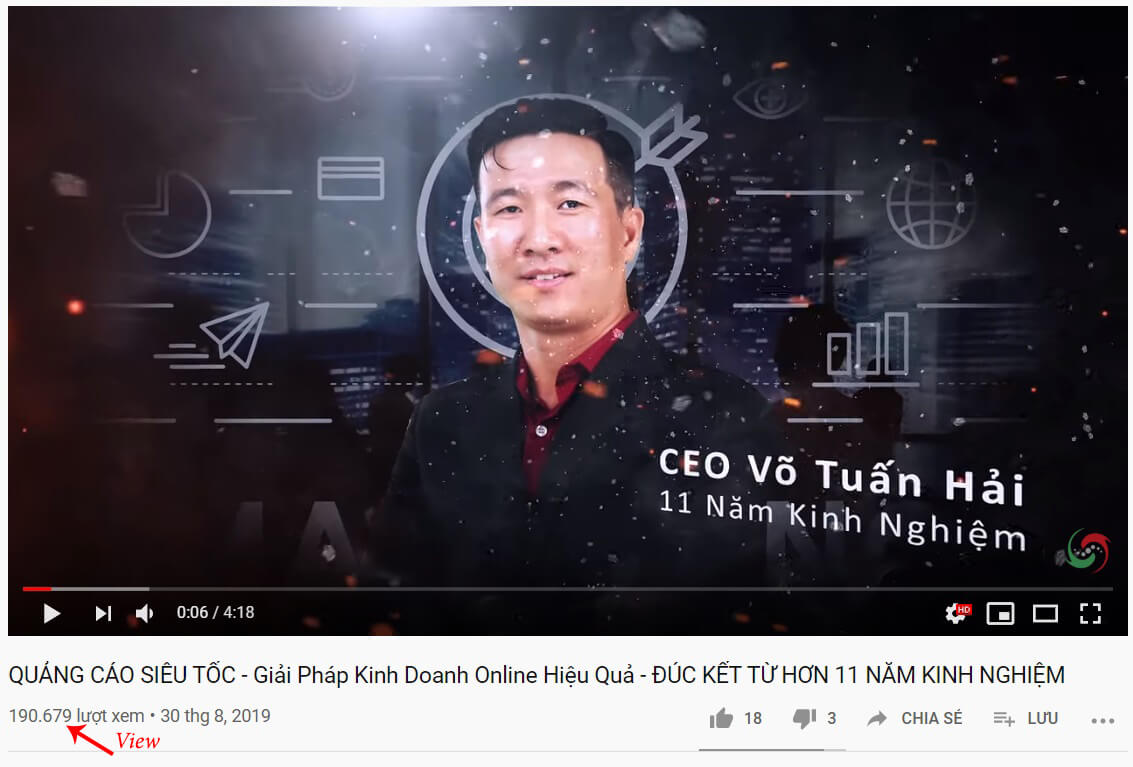 CEO Võ Tuấn Hải
11 Năm Kinh Nghiệm
0:06 / 4:18
HD
QUẢNG CÁO SIÊU TỐC - Giải Pháp Kinh Doanh Online Hiệu Quả - ĐÚC KẾT TỪ HƠN 11 NĂM KINH NGHIỆM
190.679 lượt xem • 30 thg 8, 2019
18 3 CHIA SẺ LƯU
View